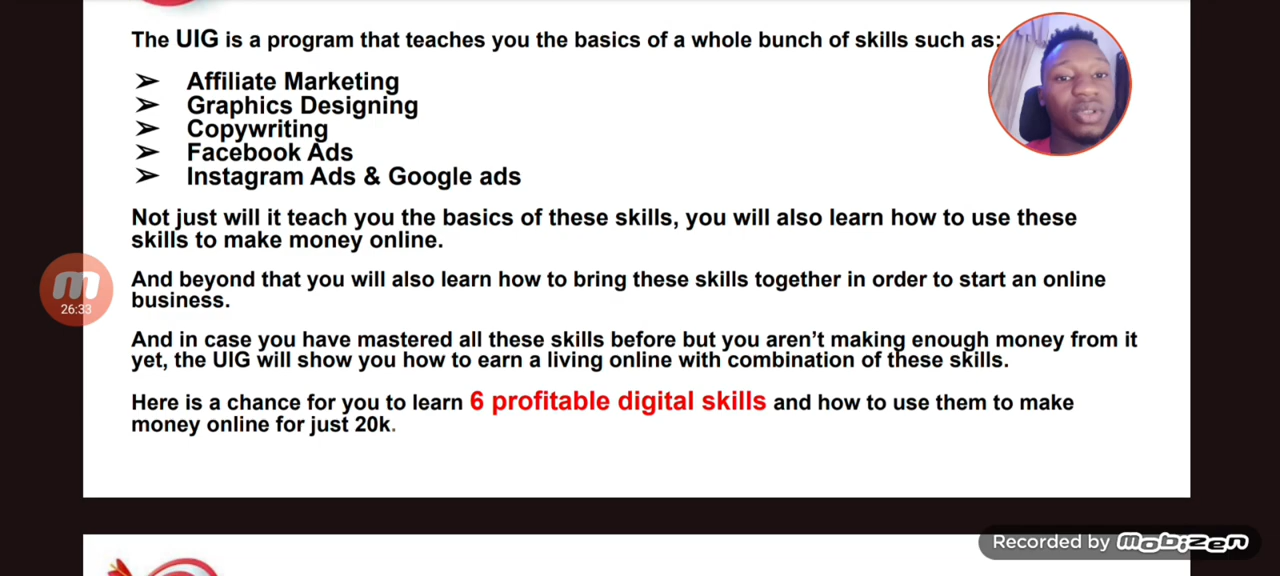 The UIG is a program that teaches you the basics of a whole bunch of skills such as:
➢ Affiliate Marketing
➢ Graphics Designing
➢ Copywriting
➢ Facebook Ads
➢ Instagram Ads & Google ads
Not just will it teach you the basics of these skills, you will also learn how to use these
skills to make money online.
And beyond that you will also learn how to bring these skills together in order to start an online
business.
26:33
And in case you have mastered all these skills before but you aren't making enough money from it
yet, the UIG will show you how to earn a living online with combination of these skills.
Here is a chance for you to learn 6 profitable digital skills and how to use them to make
money online for just 20k.
Recorded by mobizen